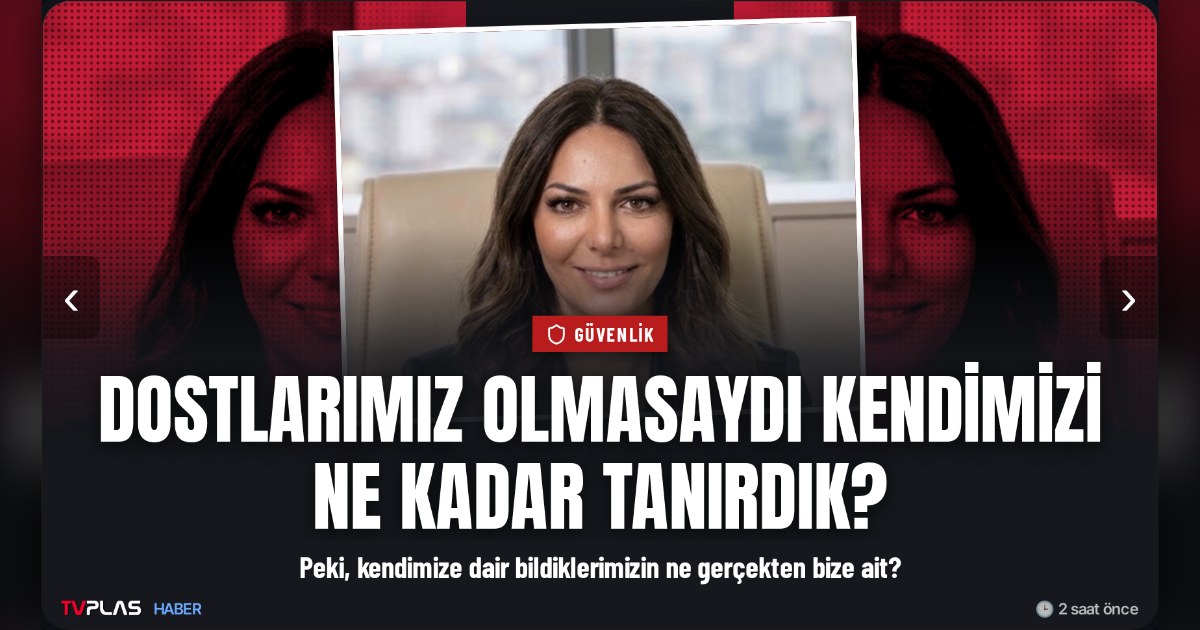 GÜVENLİK
DOSTLARIMIZ OLMASAYDI KENDİMİZİ
NE KADAR TANIRDIK?
Peki, kendimize dair bildiklerimizin ne gerçekten bize ait?
TVPLAS HABER
2 saat önce